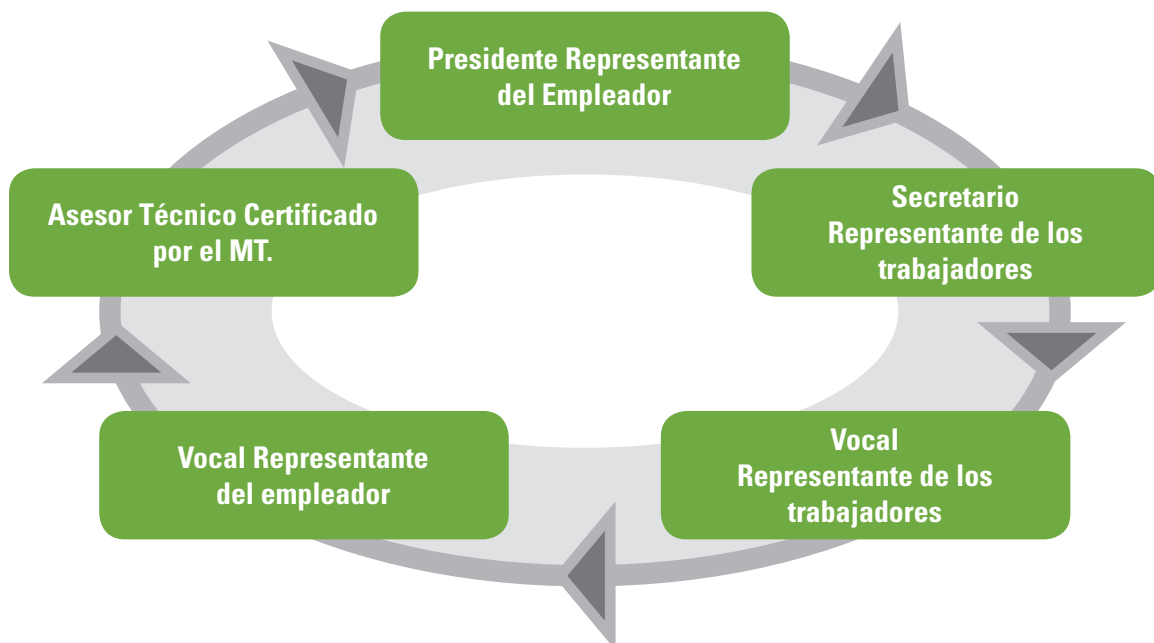 Presidente Representante
del Empleador
Secretario
Representante de los
trabajadores
Vocal
Representante de los
trabajadores
Vocal Representante
del empleador
Asesor Técnico Certificado
por el MT.